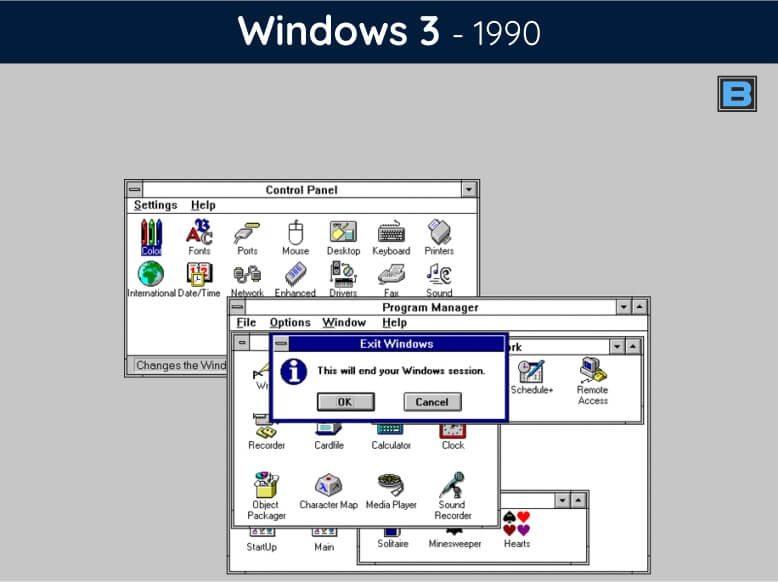 Windows 3 - 1990
B
Control Panel
Settings Help
Color Fonts Ports Mouse Desktop Keyboard Printers
International Date/Time Network Enhanced Drivers Fax Sound
Program Manager
File Options Window Help
Exit Windows
This will end your Windows session.
OK Cancel
Changes the Wind
Schedule+ Remote Access
Recorder Cardfile Calculator Clock
Object Packager Character Map Media Player Sound Recorder
StartUp Main Solitaire Minesweeper Hearts